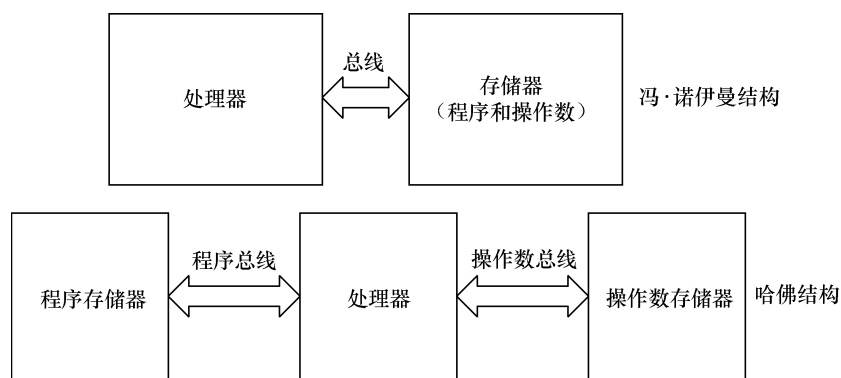 处理器
总线
存储器
（程序和操作数）
冯·诺伊曼结构
程序存储器
程序总线
处理器
操作数总线
操作数存储器
哈佛结构